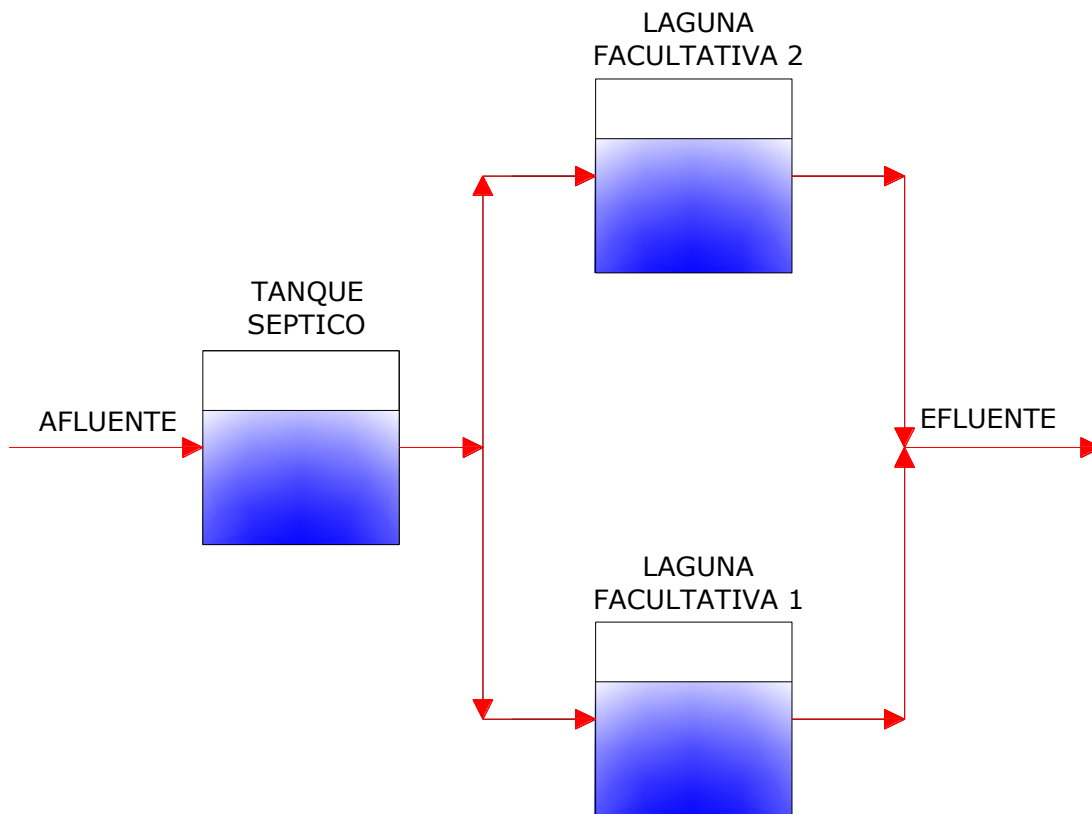 LAGUNA
FACULTATIVA 2
TANQUE
SEPTICO
AFLUENTE
EFLUENTE
LAGUNA
FACULTATIVA 1